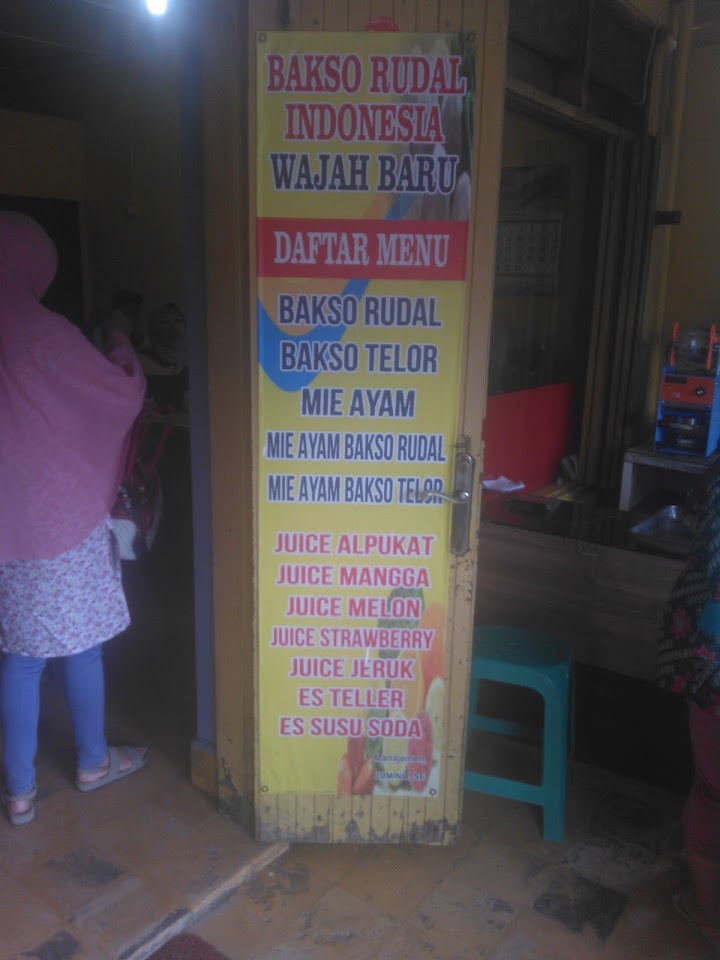 BAKSO RUDAL
INDONESIA
WAJAH BARU
DAFTAR MENU
BAKSO RUDAL
BAKSO TELOR
MIE AYAM
MIE AYAM BAKSO RUDAL
MIE AYAM BAKSO TELOR
JUICE ALPUKAT
JUICE MANGGA
JUICE MELON
JUICE STRAWBERRY
JUICE JERUK
ES TELLER
ES SUSU SODA
Manajemen